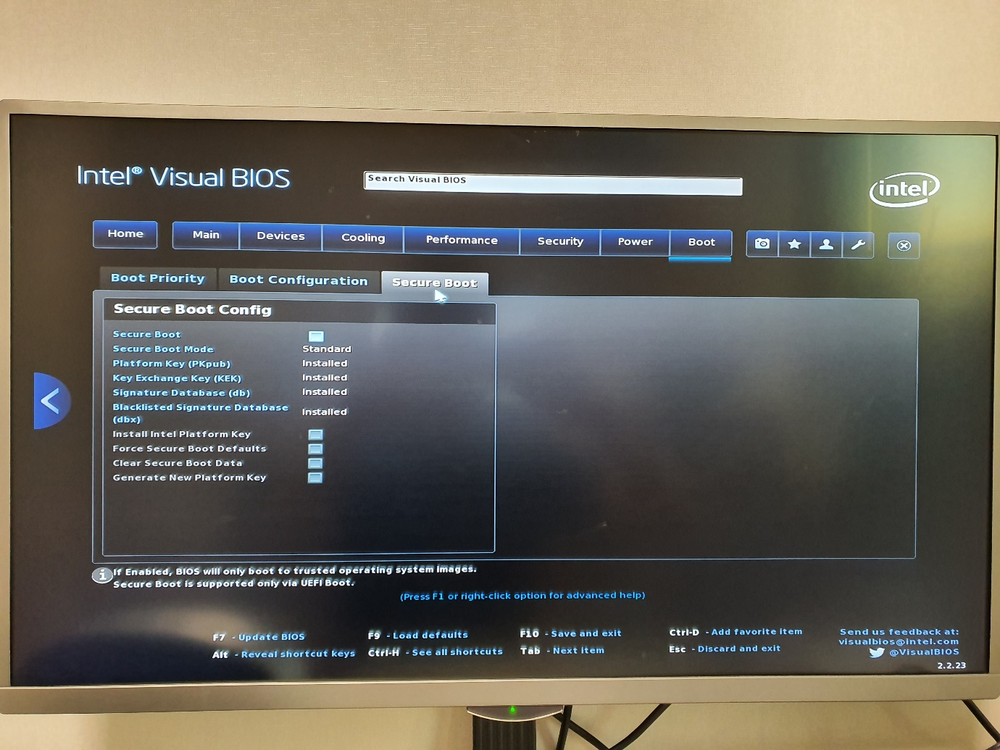 Intel® Visual BIOS
Search Visual BIOS
intel
Home
Main
Devices
Cooling
Performance
Security
Power
Boot
Boot Priority
Boot Configuration
Secure Boot
Secure Boot Config
Secure Boot
Secure Boot Mode Standard
Platform Key (PKpub) Installed
Key Exchange Key (KEK) Installed
Signature Database (db) Installed
Blacklisted Signature Database
(dbx) Installed
Install Intel Platform Key
Force Secure Boot Defaults
Clear Secure Boot Data
Generate New Platform Key
If Enabled, BIOS will only boot to trusted operating system images.
Secure Boot is supported only via UEFI Boot.
(Press F1 or right-click option for advanced help)
F7 - Update BIOS
F9 - Load defaults
F10 - Save and exit
Ctrl-D - Add favorite item
Alt - Reveal shortcut keys
Ctrl-H - See all shortcuts
Tab - Next item
Esc - Discard and exit
Send us feedback at:
visualbios@intel.com
@VisualBIOS
2.2.23